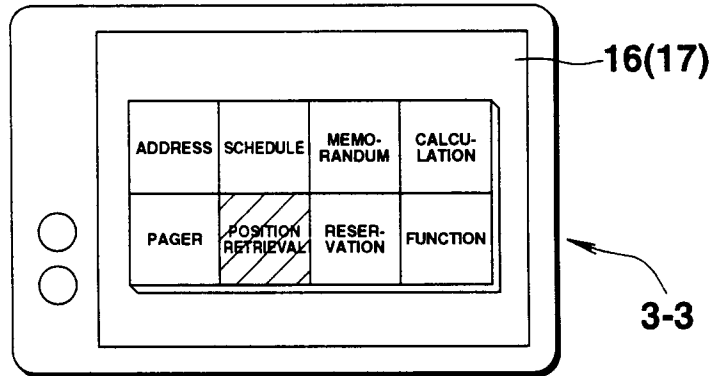 16(17)
ADDRESS
SCHEDULE
MEMO-
RANDUM
CALCU-
LATION
PAGER
POSITION
RETRIEVAL
RESER-
VATION
FUNCTION
3-3